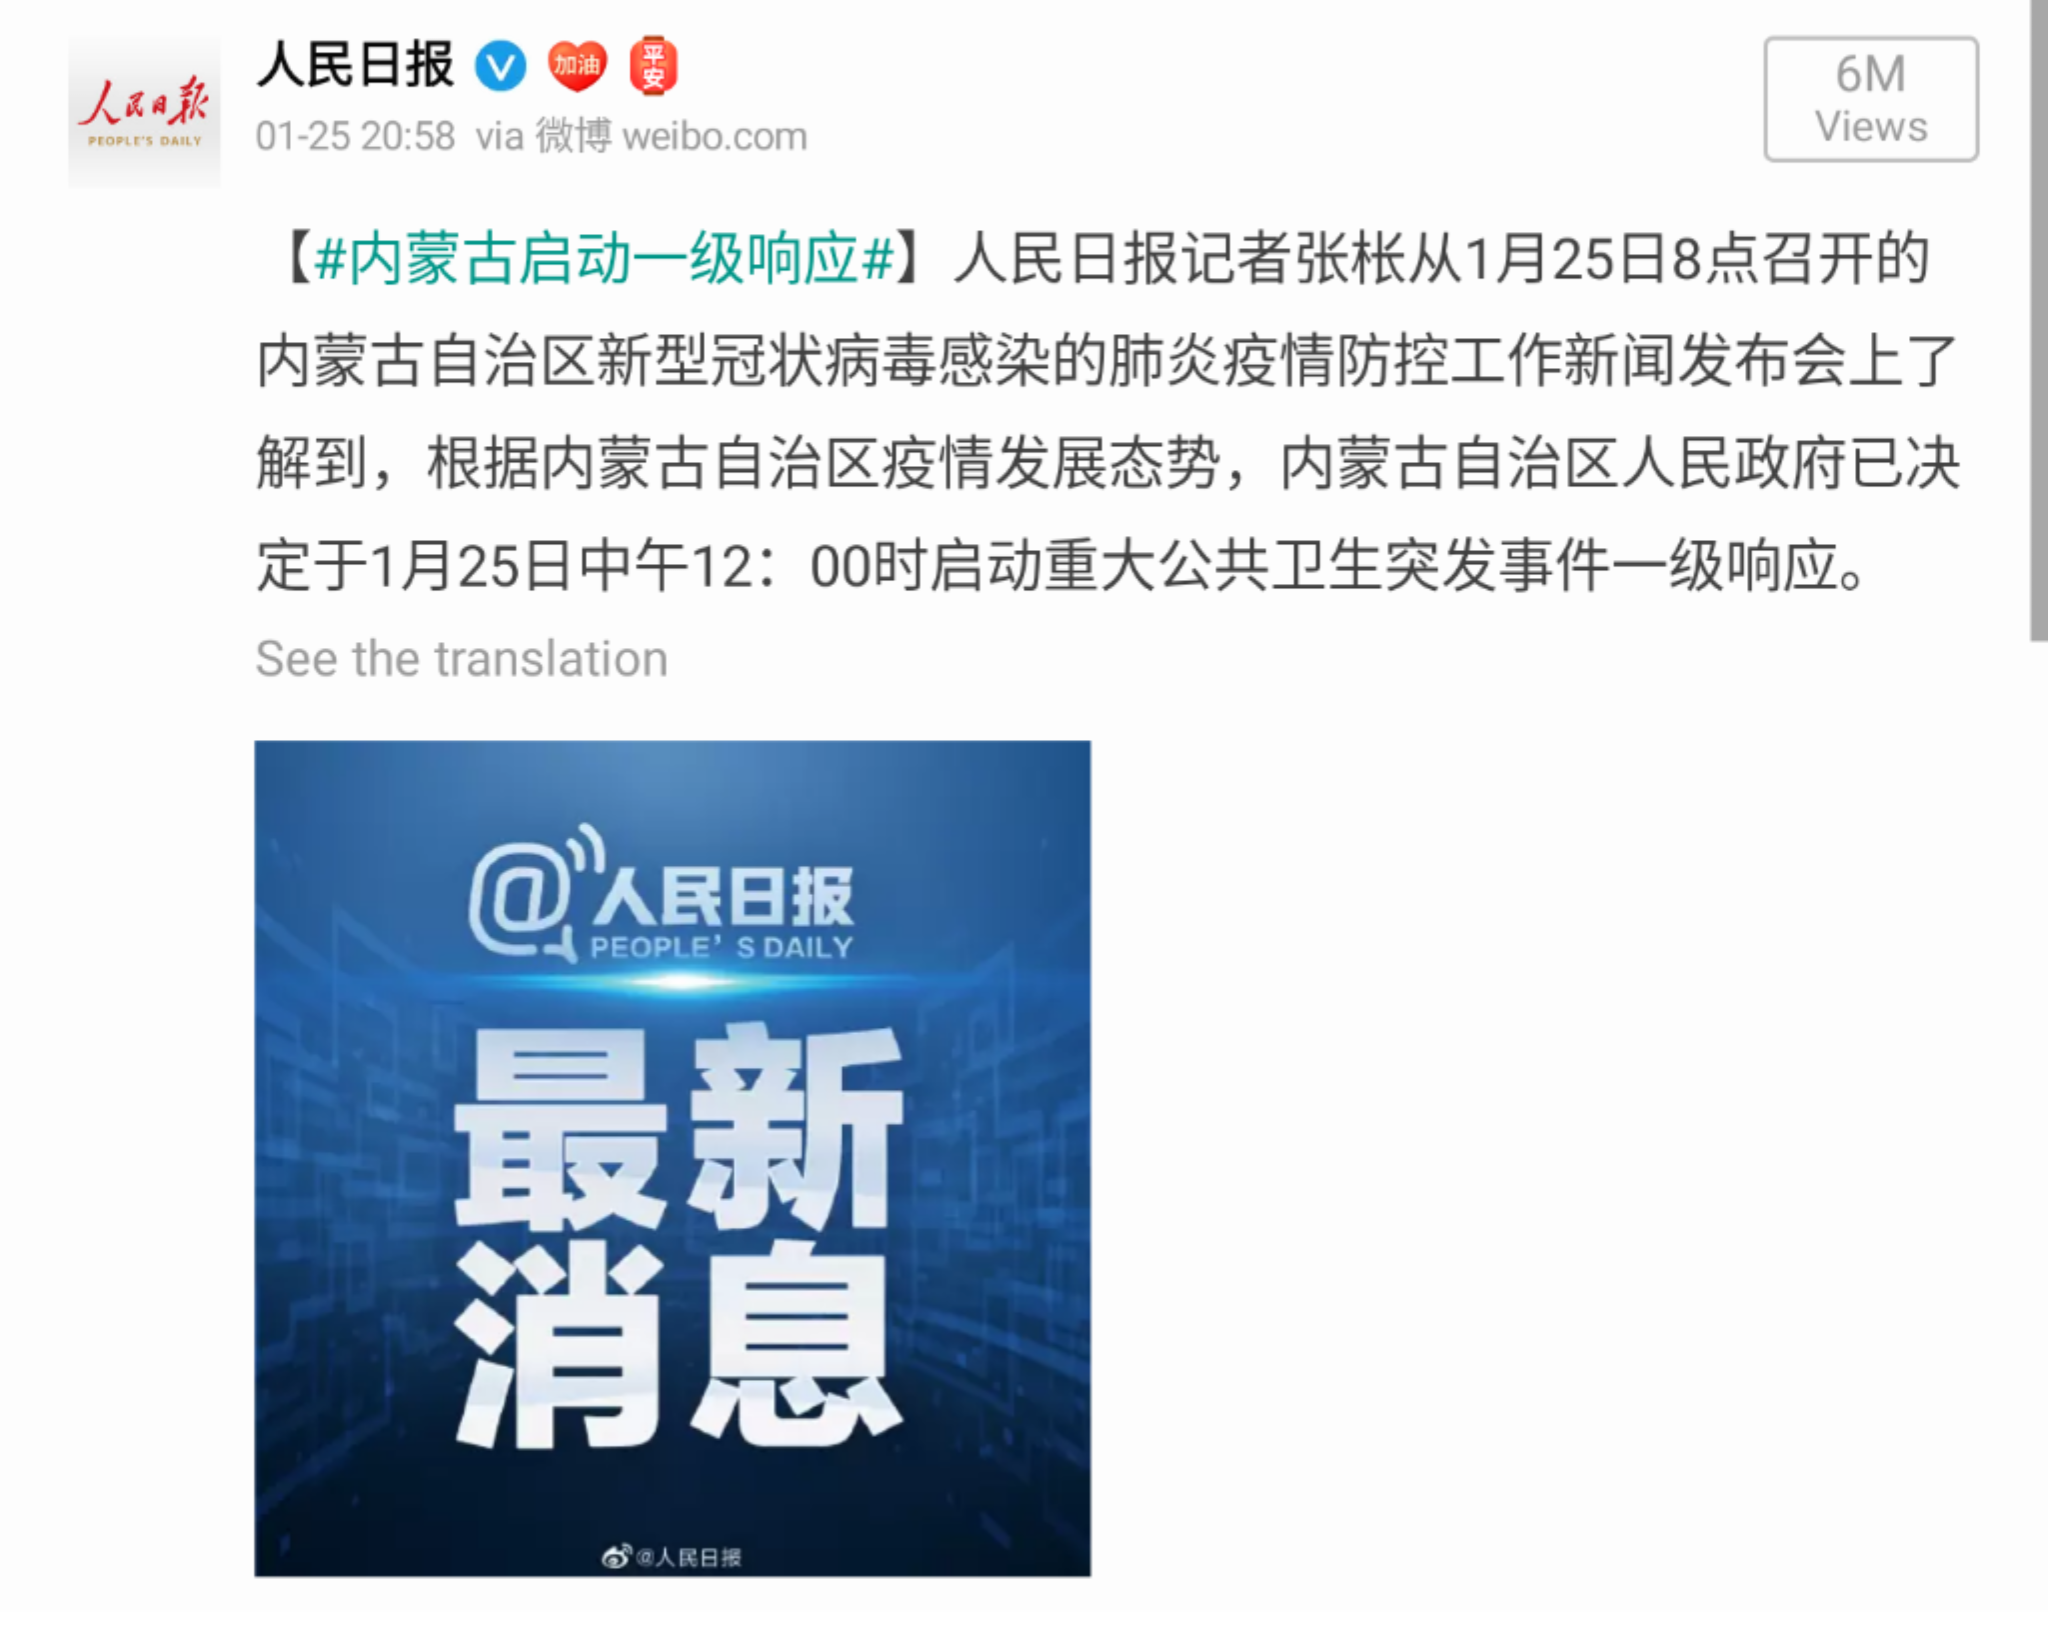 人民日报 加油 平安
01-25 20:58 via 微博 weibo.com
6M
Views
人民日報
PEOPLE'S DAILY
【#内蒙古启动一级响应#】人民日报记者张枨从1月25日8点召开的
内蒙古自治区新型冠状病毒感染的肺炎疫情防控工作新闻发布会上了
解到，根据内蒙古自治区疫情发展态势，内蒙古自治区人民政府已决
定于1月25日中午12：00时启动重大公共卫生突发事件一级响应。
See the translation
@人民日报
PEOPLE'S DAILY
最新
消息
@人民日报